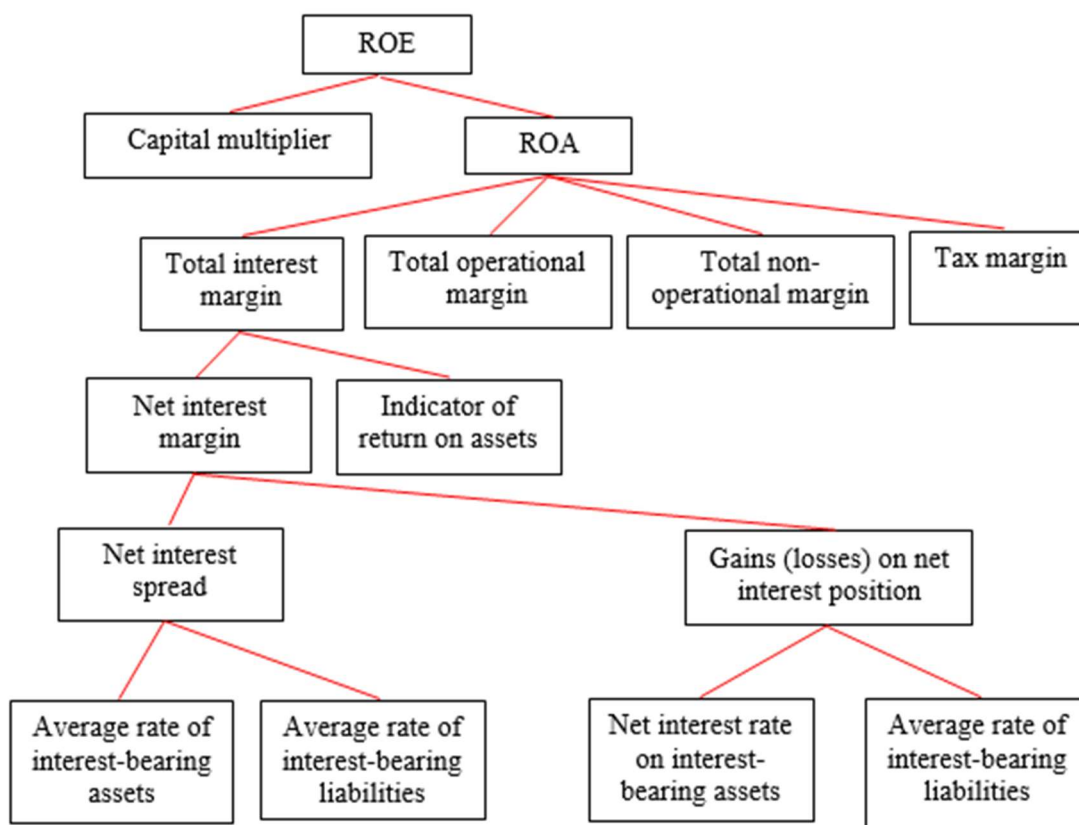 ROE
Capital multiplier
ROA
Total interest
margin
Total operational
margin
Total non-
operational margin
Tax margin
Net interest
margin
Indicator of
return on assets
Net interest
spread
Gains (losses) on net
interest position
Average rate of
interest-bearing
assets
Average rate of
interest-bearing
liabilities
Net interest rate
on interest-
bearing assets
Average rate of
interest-bearing
liabilities